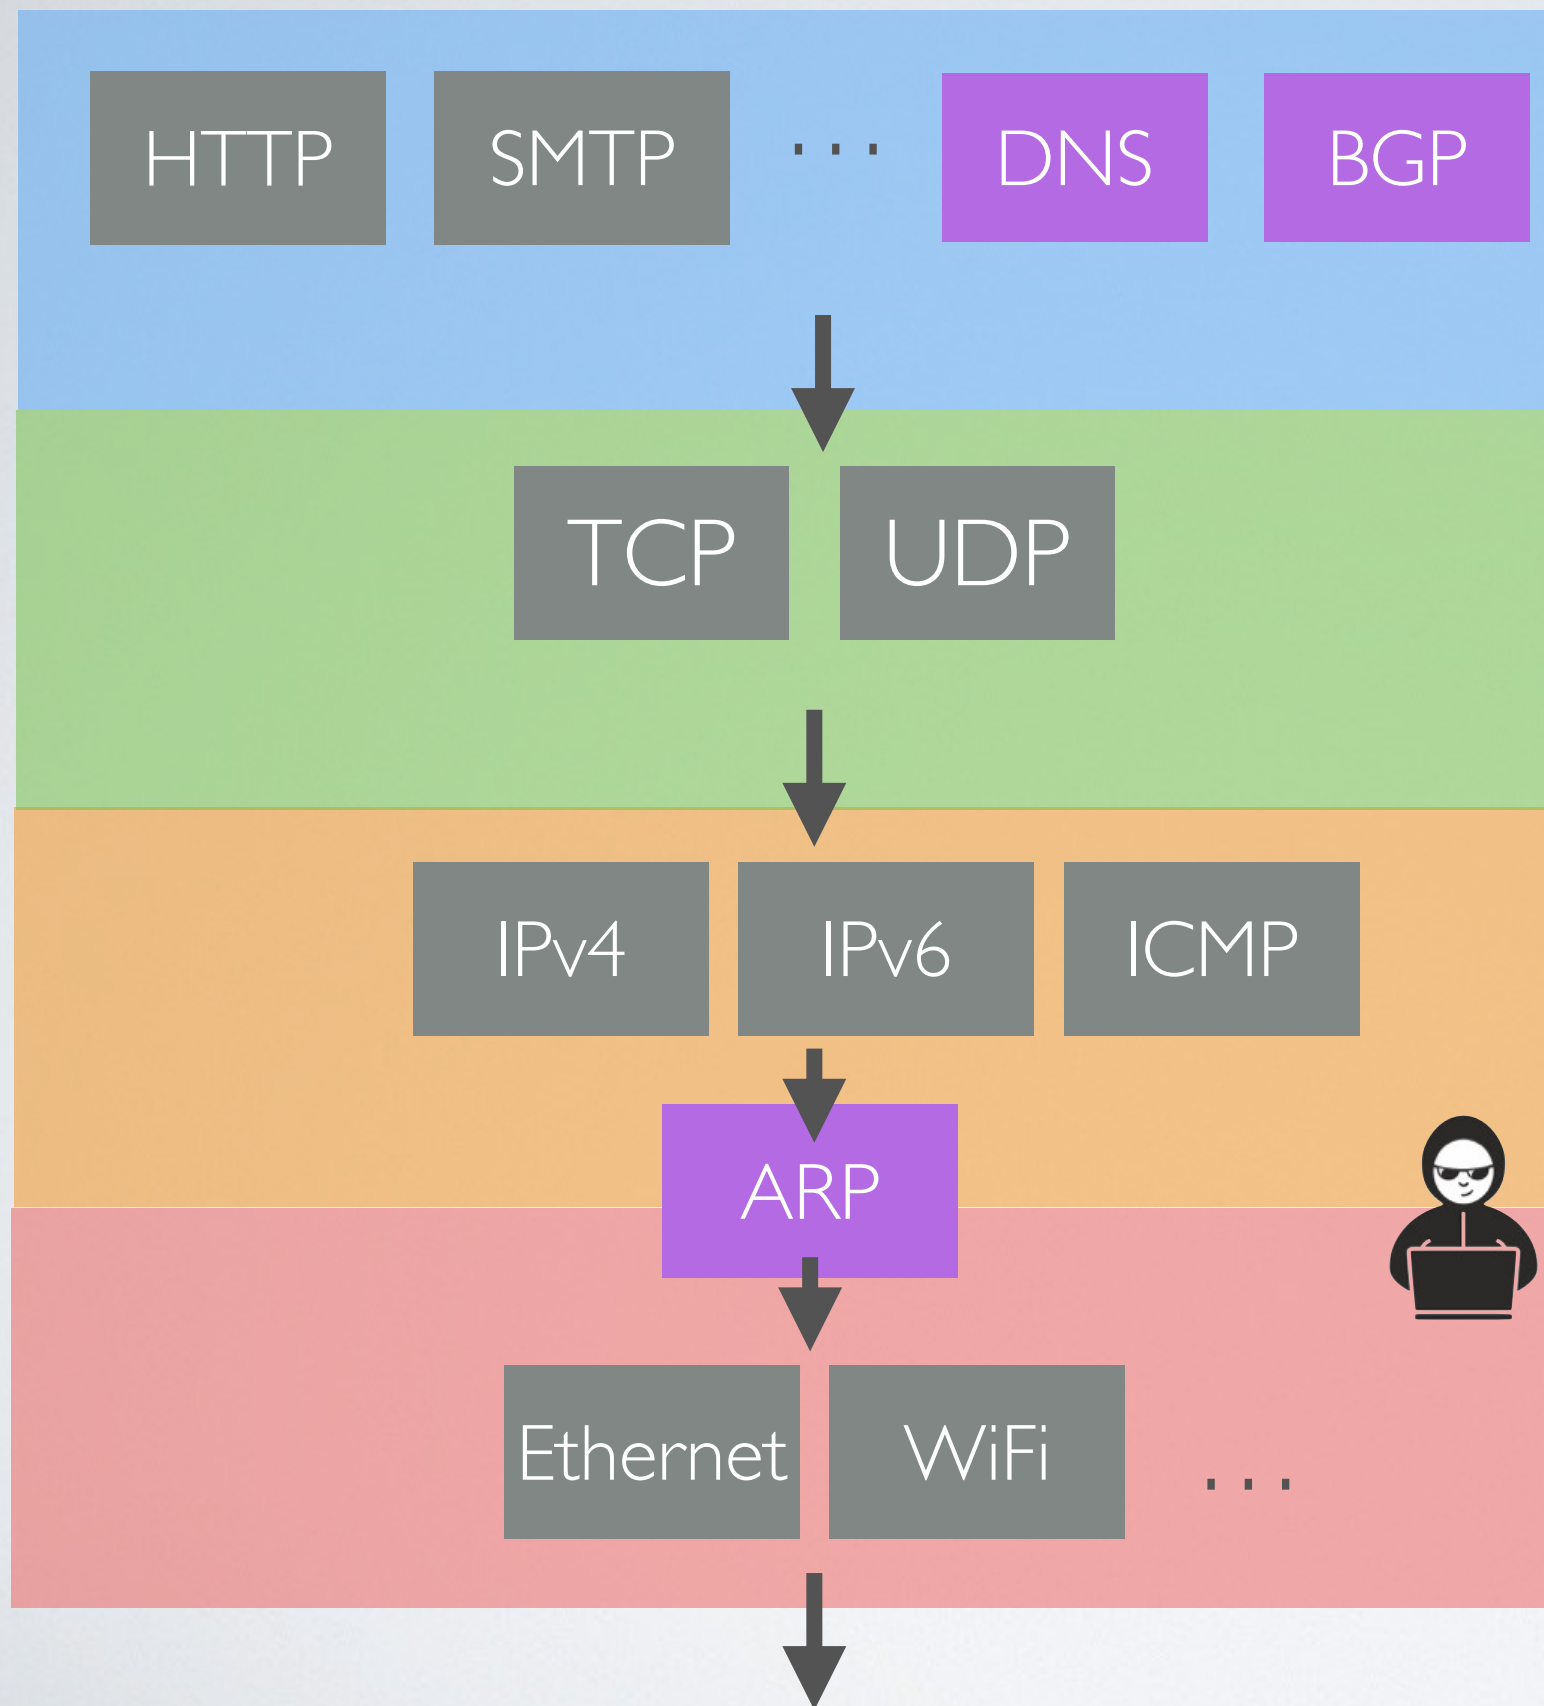 HTTP SMTP ... DNS BGP
TCP UDP
IPv4 IPv6 ICMP
ARP
Ethernet WiFi ...